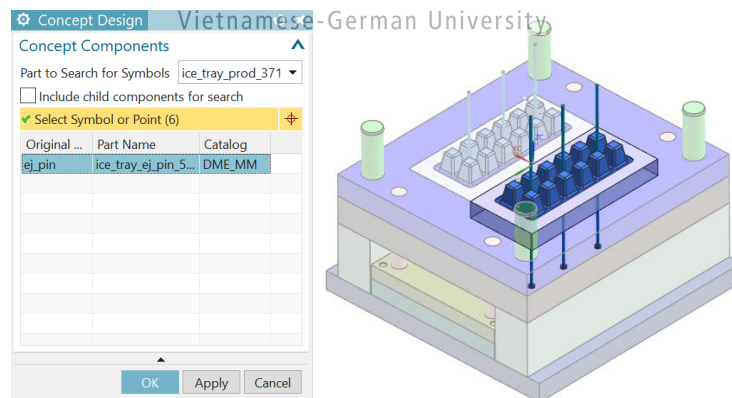 Vietnamese-German University
Concept Design
Concept Components
Part to Search for Symbols ice_tray_prod_371
Include child components for search
Select Symbol or Point (6)
Original ... Part Name Catalog
ej_pin ice_tray_ej_pin_5... DME_MM
OK Apply Cancel